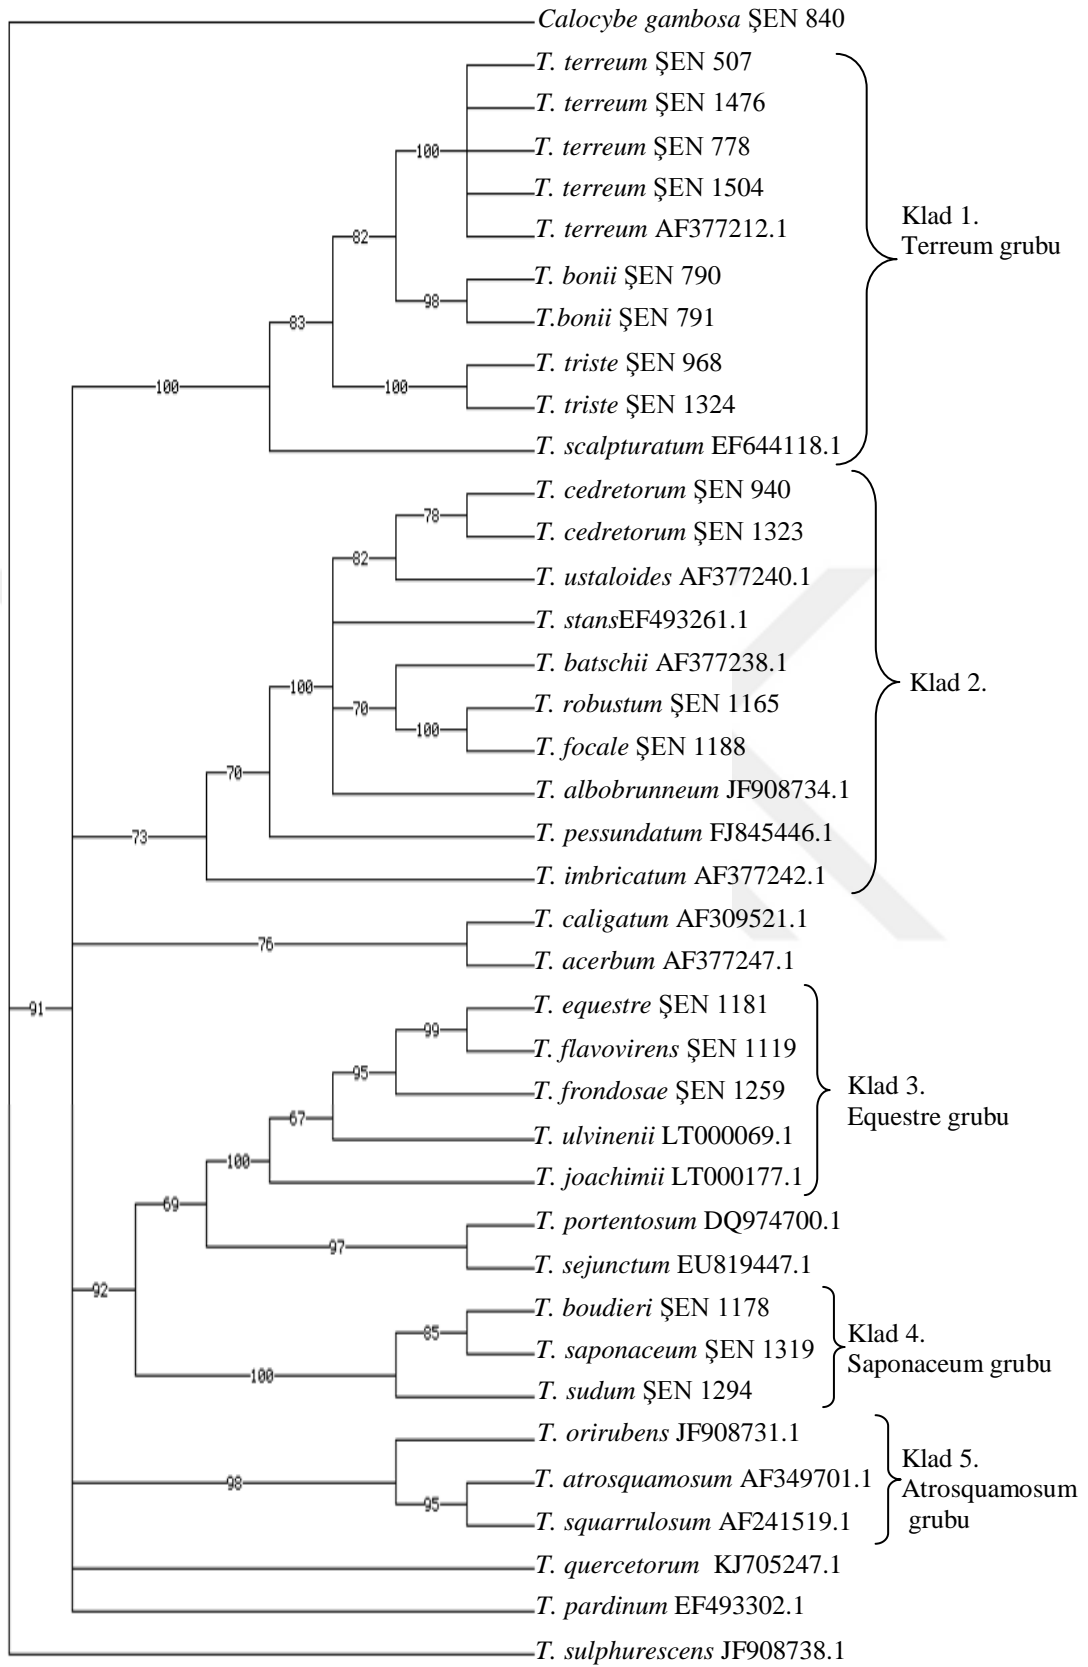 Calocybe gambosa ŞEN 840
T. terreum ŞEN 507
T. terreum ŞEN 1476
T. terreum ŞEN 778
T. terreum ŞEN 1504
T. terreum AF377212.1
T. bonii ŞEN 790
T.bonii ŞEN 791
T. triste ŞEN 968
T. triste ŞEN 1324
T. scalpturatum EF644118.1
Klad 1.
Terreum grubu
100
82
98
83
100
100
T. cedretorum ŞEN 940
T. cedretorum ŞEN 1323
T. ustaloides AF377240.1
T. stansEF493261.1
T. batschii AF377238.1
T. robustum ŞEN 1165
T. focale ŞEN 1188
T. albobrunneum JF908734.1
T. pessundatum FJ845446.1
T. imbricatum AF377242.1
Klad 2.
78
82
100
70
100
70
73
T. caligatum AF309521.1
T. acerbum AF377247.1
76
91
T. equestre ŞEN 1181
T. flavovirens ŞEN 1119
T. frondosae ŞEN 1259
T. ulvinenii LT000069.1
T. joachimii LT000177.1
Klad 3.
Equestre grubu
99
95
67
100
69
T. portentosum DQ974700.1
T. sejunctum EU819447.1
97
92
T. boudieri ŞEN 1178
T. saponaceum ŞEN 1319
T. sudum ŞEN 1294
Klad 4.
Saponaceum grubu
85
100
T. orirubens JF908731.1
T. atrosquamosum AF349701.1
T. squarrulosum AF241519.1
Klad 5.
Atrosquamosum
grubu
98
95
T. quercetorum KJ705247.1
T. pardinum EF493302.1
T. sulphurescens JF908738.1